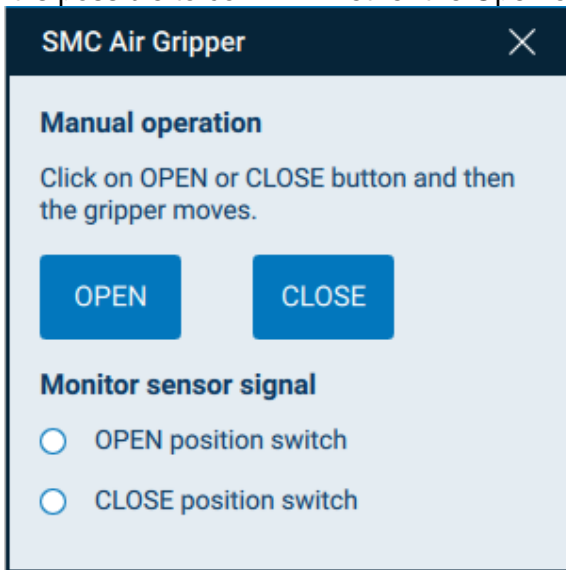 SMC Air Gripper
Manual operation
Click on OPEN or CLOSE button and then
the gripper moves.
OPEN CLOSE
Monitor sensor signal
OPEN position switch
CLOSE position switch